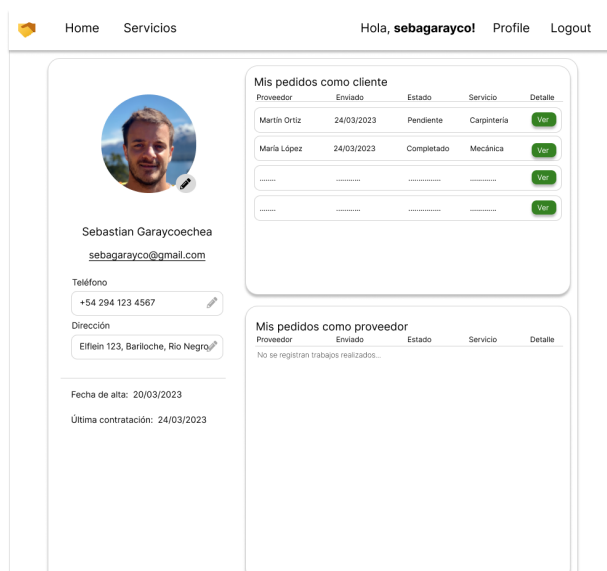 Home Servicios Hola, sebagarayco! Profile Logout
Sebastian Garaycoechea
sebagarayco@gmail.com
Teléfono
+54 294 123 4567
Dirección
Elflein 123, Bariloche, Rio Negro
Fecha de alta: 20/03/2023
Última contratación: 24/03/2023
Mis pedidos como cliente
Proveedor Enviado Estado Servicio Detalle
Martín Ortiz 24/03/2023 Pendiente Carpintería Ver
María López 24/03/2023 Completado Mecánica Ver
........ ............. ............... ............ Ver
........ ............. ............... ............ Ver
Mis pedidos como proveedor
Proveedor Enviado Estado Servicio Detalle
No se registran trabajos realizados...